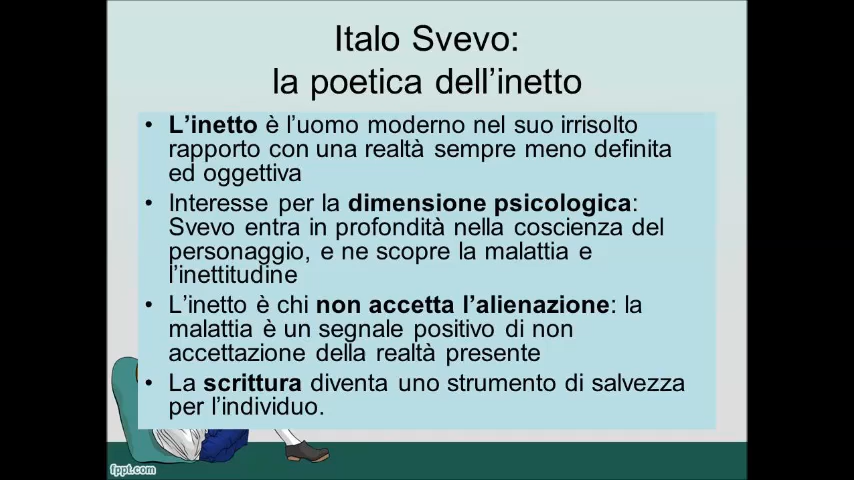 Italo Svevo:
la poetica dell’inetto
• L’inetto è l’uomo moderno nel suo irrisolto
rapporto con una realtà sempre meno definita
ed oggettiva
• Interesse per la dimensione psicologica:
Svevo entra in profondità nella coscienza del
personaggio, e ne scopre la malattia e
l’inettitudine
• L’inetto è chi non accetta l’alienazione: la
malattia è un segnale positivo di non
accettazione della realtà presente
• La scrittura diventa uno strumento di salvezza
per l’individuo.
fppt.com